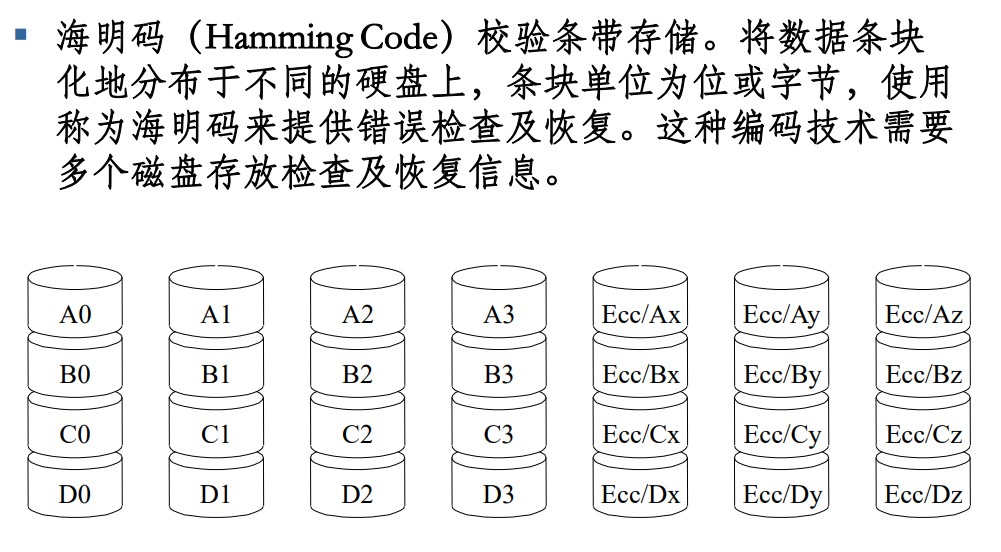 海明码（Hamming Code）校验条带存储。将数据条块
化地分布于不同的硬盘上，条块单位为位或字节，使用
称为海明码来提供错误检查及恢复。这种编码技术需要
多个磁盘存放检查及恢复信息。
A0 A1 A2 A3 Ecc/Ax Ecc/Ay Ecc/Az
B0 B1 B2 B3 Ecc/Bx Ecc/By Ecc/Bz
C0 C1 C2 C3 Ecc/Cx Ecc/Cy Ecc/Cz
D0 D1 D2 D3 Ecc/Dx Ecc/Dy Ecc/Dz